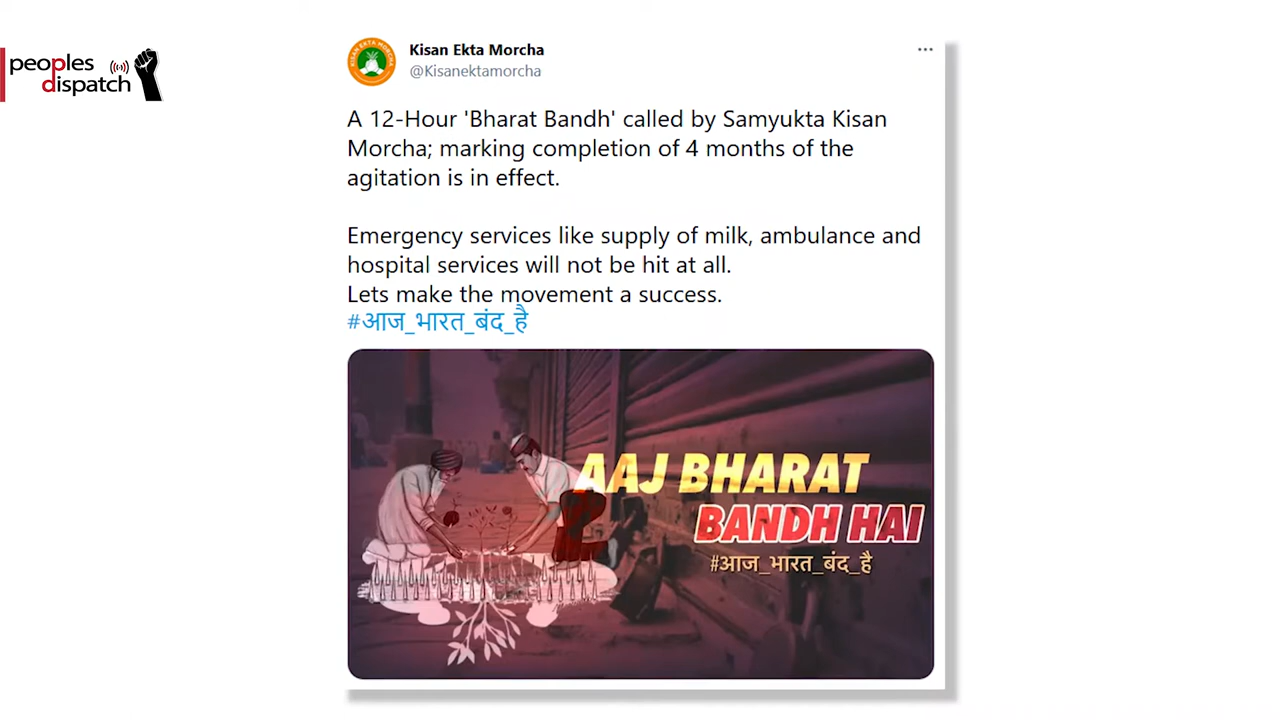 peoples
dispatch
Kisan Ekta Morcha
@Kisanektamorcha
A 12-Hour 'Bharat Bandh' called by Samyukta Kisan
Morcha; marking completion of 4 months of the
agitation is in effect.
Emergency services like supply of milk, ambulance and
hospital services will not be hit at all.
Lets make the movement a success.
#आज_भारत_बंद_है
AAJ BHARAT
BANDH HAI
#आज_भारत_बंद_है